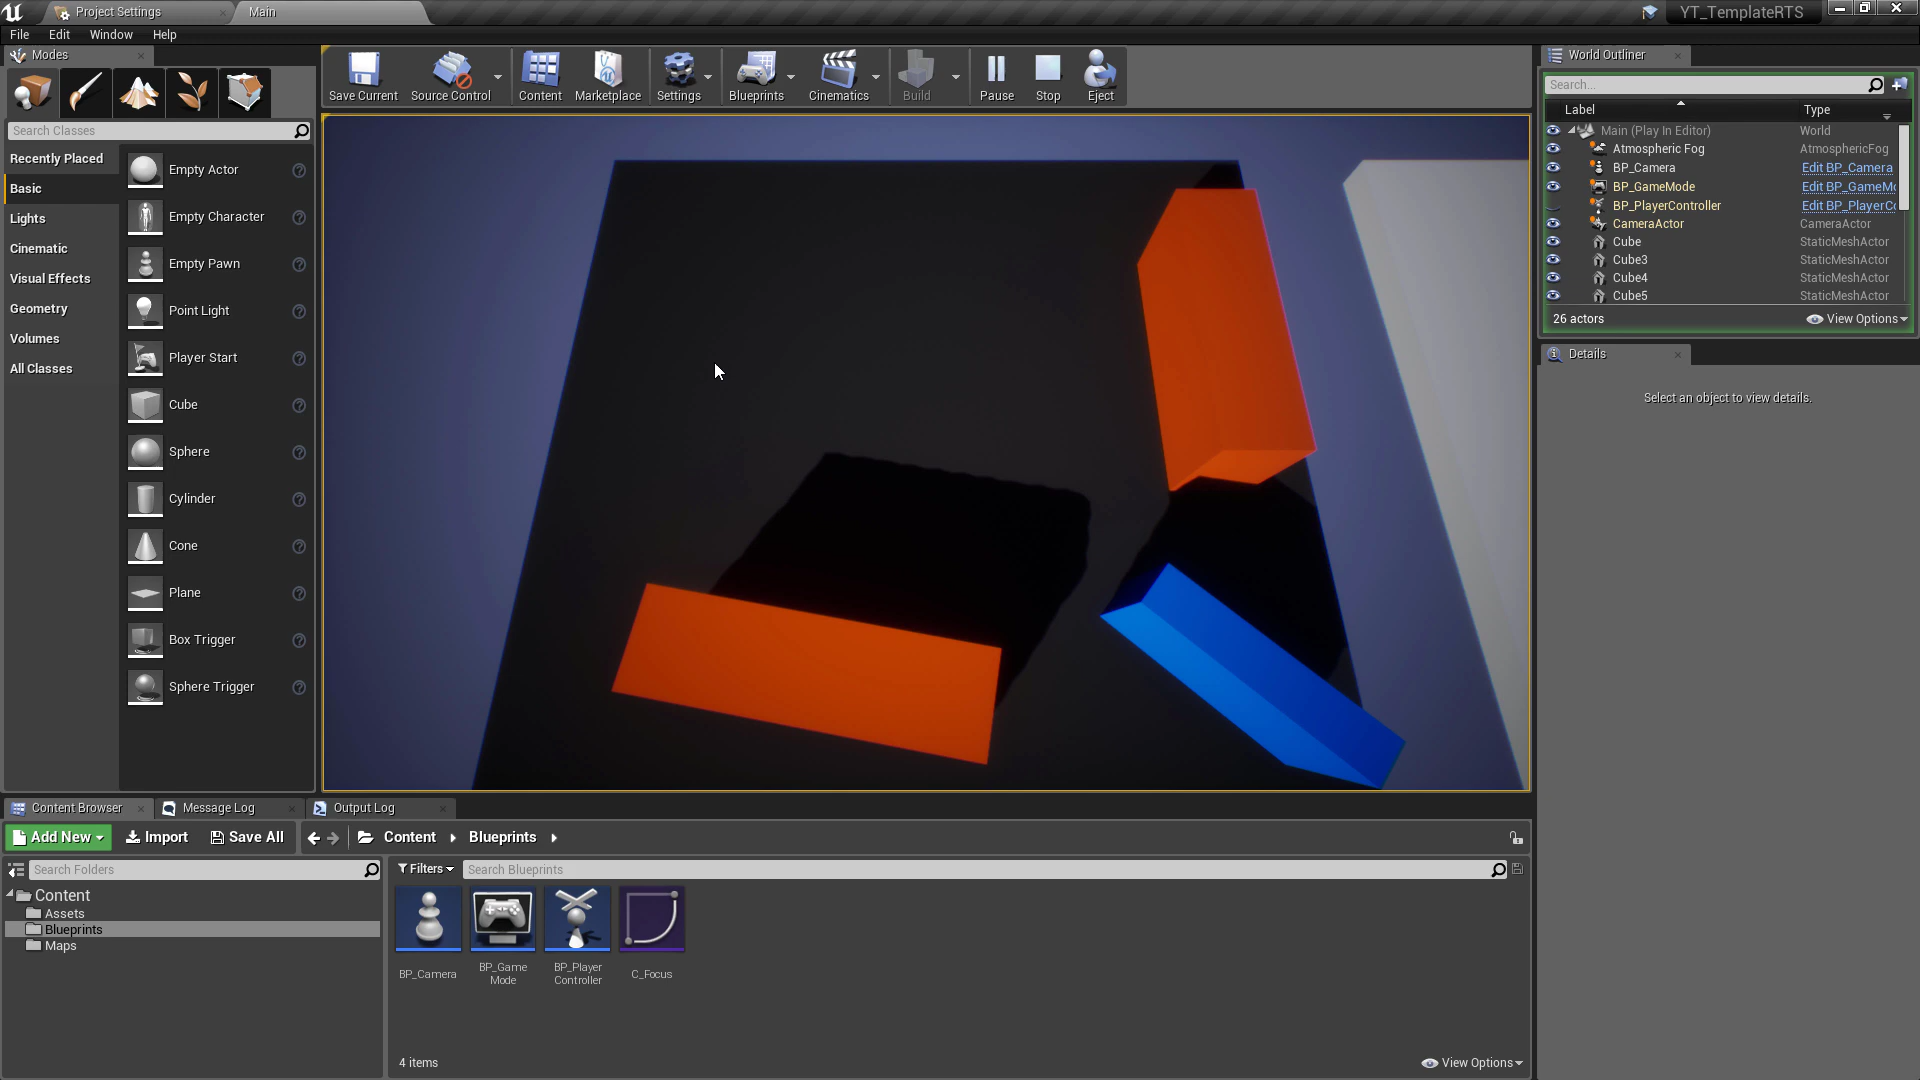 Project Settings
Main
YT_TemplateRTS
File Edit Window Help
Modes
Save Current
Source Control
Content
Marketplace
Settings
Blueprints
Cinematics
Build
Pause
Stop
Eject
World Outliner
Search...
Label Type
Main (Play In Editor) World
Atmospheric Fog AtmosphericFog
BP_Camera Edit BP_Camera
BP_GameMode Edit BP_GameMo
BP_PlayerController Edit BP_PlayerCo
CameraActor CameraActor
Cube StaticMeshActor
Cube3 StaticMeshActor
Cube4 StaticMeshActor
Cube5 StaticMeshActor
26 actors View Options
Details
Select an object to view details.
Search Classes
Recently Placed
Basic
Lights
Cinematic
Visual Effects
Geometry
Volumes
All Classes
Empty Actor
Empty Character
Empty Pawn
Point Light
Player Start
Cube
Sphere
Cylinder
Cone
Plane
Box Trigger
Sphere Trigger
Content Browser
Message Log
Output Log
Add New Import Save All Content Blueprints
Search Folders
Filters Search Blueprints
Content
Assets
Blueprints
Maps
BP_Camera
BP_Game
Mode
BP_Player
Controller
C_Focus
4 items View Options